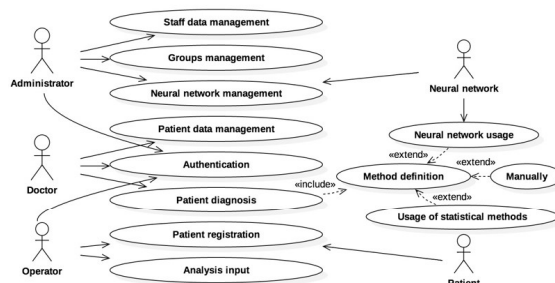 Staff data management
Groups management
Administrator
Neural network management
Neural network
Patient data management
Neural network usage
«extend»
Authentication
«extend»
Doctor
Method definition
Manually
«include»
Patient diagnosis
«extend»
Usage of statistical methods
Patient registration
Operator
Analysis input
Patient